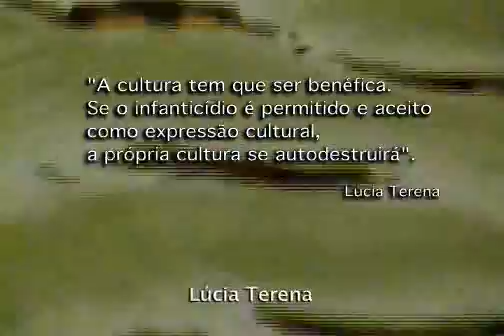 "A cultura tem que ser benéfica.
Se o infanticídio é permitido e aceito
como expressão cultural,
a própria cultura se autodestruirá".
Lúcia Terena
Lúcia Terena